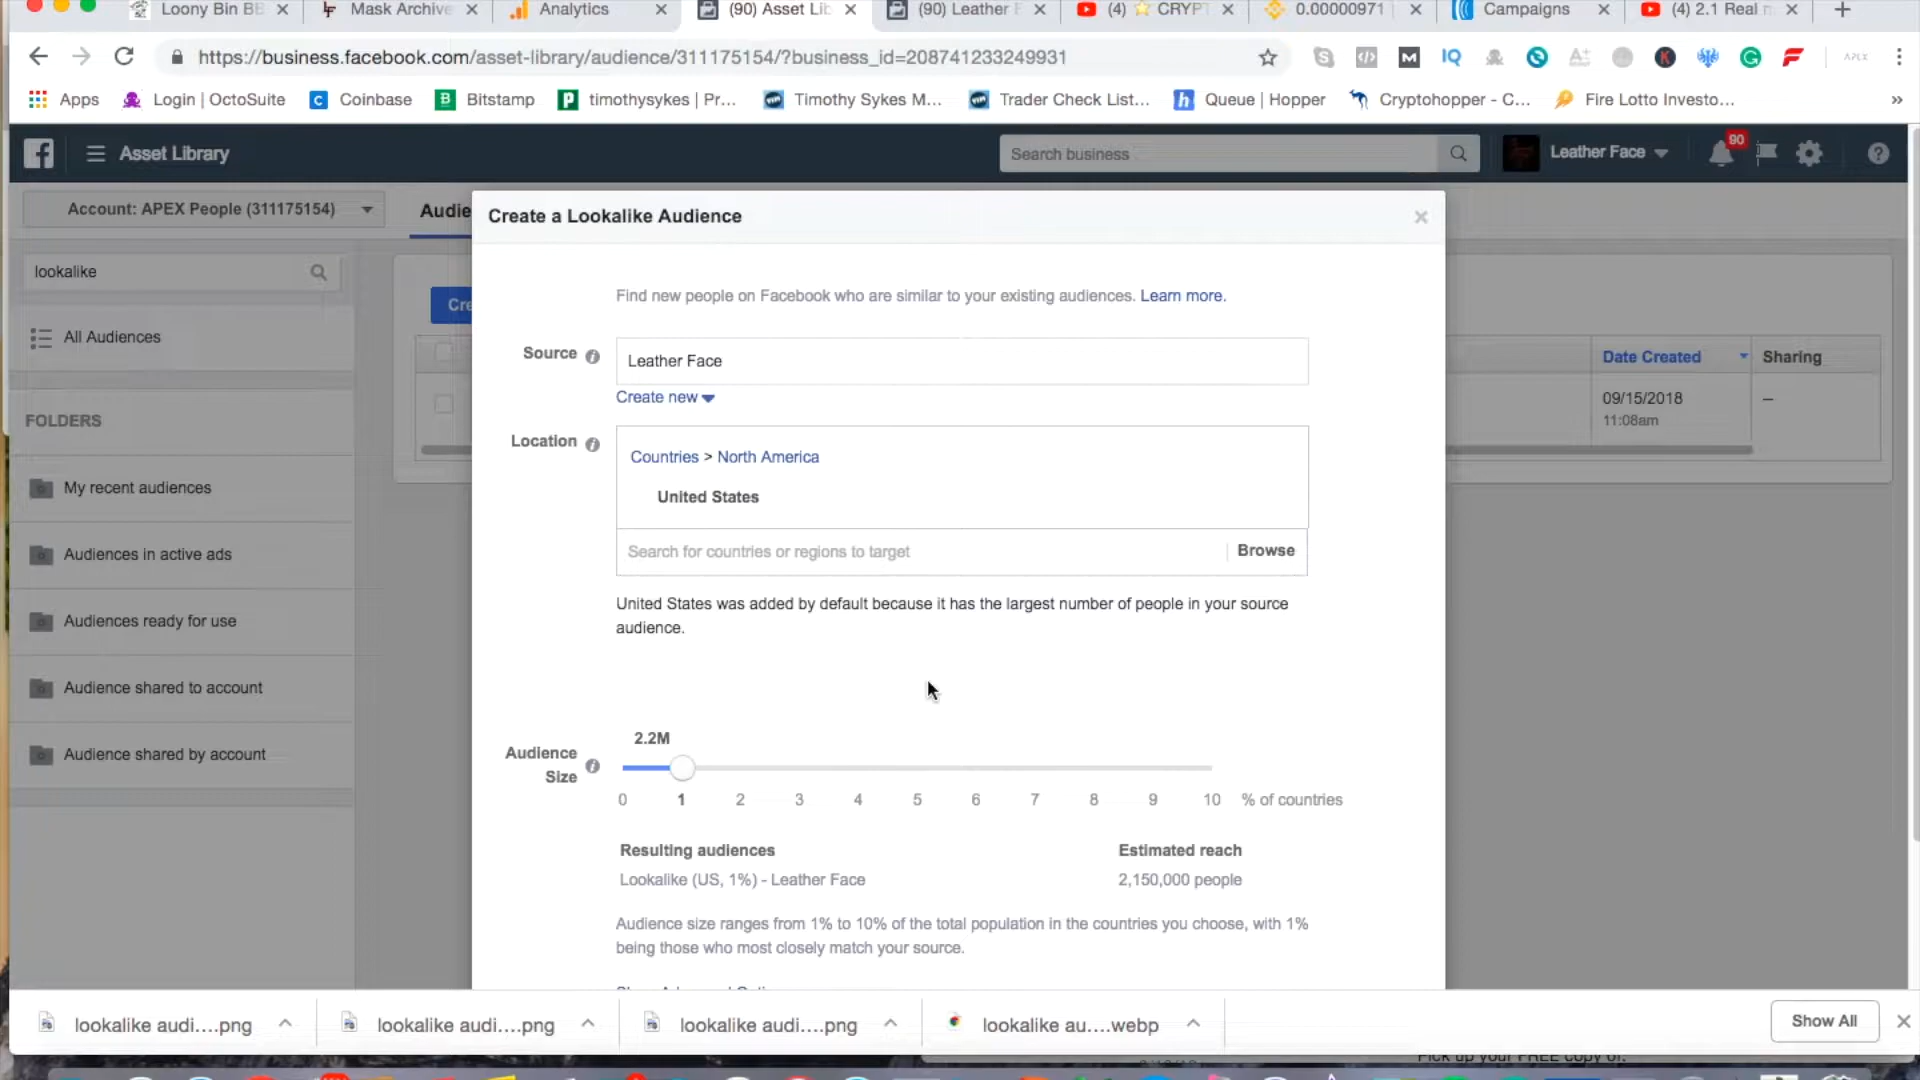 Loony Bin BB
Mask Archive
Analytics
(90) Asset Lib
(90) Leather F
(4) ⭐ CRYPT
0.00000971
Campaigns
(4) 2.1 Real n
https://business.facebook.com/asset-library/audience/311175154/?business_id=208741233249931
Apps
Login | OctoSuite
Coinbase
Bitstamp
timothysykes | Pr...
Timothy Sykes M...
Trader Check List...
Queue | Hopper
Cryptohopper - C...
Fire Lotto Investo...
»
Asset Library
Search business
Leather Face
90
Account: APEX People (311175154)
Audie
Create a Lookalike Audience
lookalike
Find new people on Facebook who are similar to your existing audiences. Learn more.
Cre
All Audiences
Source
Leather Face
Create new
Date Created
Sharing
09/15/2018
11:08am
–
FOLDERS
Location
Countries > North America
United States
My recent audiences
Search for countries or regions to target
Browse
Audiences in active ads
United States was added by default because it has the largest number of people in your source
audience.
Audiences ready for use
Audience shared to account
Audience shared by account
2.2M
Audience
Size
0 1 2 3 4 5 6 7 8 9 10 % of countries
Resulting audiences
Estimated reach
Lookalike (US, 1%) - Leather Face
2,150,000 people
Audience size ranges from 1% to 10% of the total population in the countries you choose, with 1%
being those who most closely match your source.
lookalike audi....png
lookalike audi....png
lookalike audi....png
lookalike au....webp
Show All
Pick up your FREE copy of: